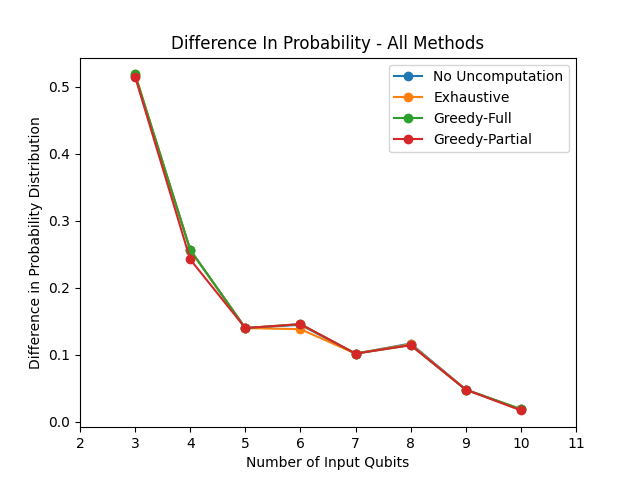 Difference In Probability - All Methods
No Uncomputation
Exhaustive
Greedy-Full
Greedy-Partial
Difference in Probability Distribution
0.5
0.4
0.3
0.2
0.1
0.0
2 3 4 5 6 7 8 9 10 11
Number of Input Qubits